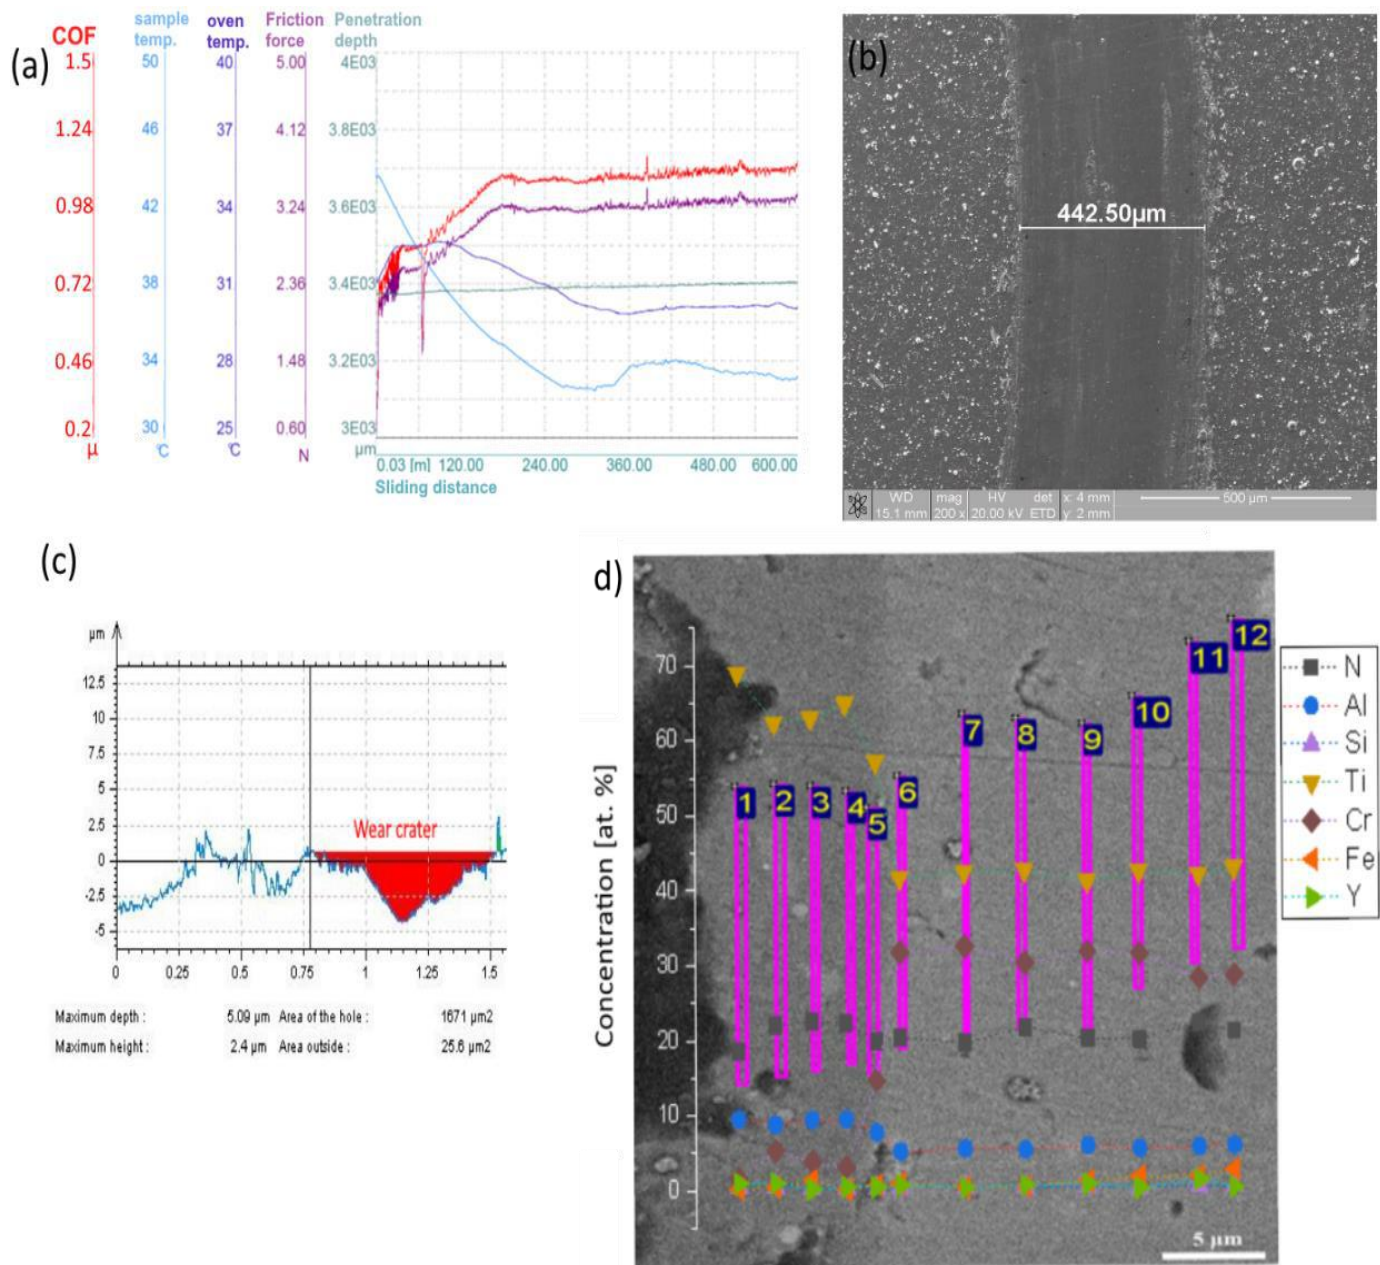 (a)
COF
sample temp.
oven temp.
Friction force
Penetration depth
1.5 50 40 5.00 4E03
1.24 46 37 4.12 3.8E03
0.98 42 34 3.24 3.6E03
0.72 38 31 2.36 3.4E03
0.46 34 28 1.48 3.2E03
0.2 30 25 0.60 3E03
μ °C °C N μm
0.03 [m] 120.00 240.00 360.00 480.00 600.00
Sliding distance
(b)
442.50μm
WD mag HV det x: 4 mm 500 μm
15.1 mm 200 x 20.00 kV ETD y: 2 mm
(c)
μm
12.5
10
7.5
5
2.5
Wear crater
0
-2.5
-5
0 0.25 0.5 0.75 1 1.25 1.5
Maximum depth : 5.09 μm Area of the hole : 1671 μm2
Maximum height : 2.4 μm Area outside : 25.6 μm2
d)
Concentration [at. %]
70
60
50
40
30
20
10
0
1 2 3 4 5 6 7 8 9 10 11 12
N
Al
Si
Ti
Cr
Fe
Y
5 μm